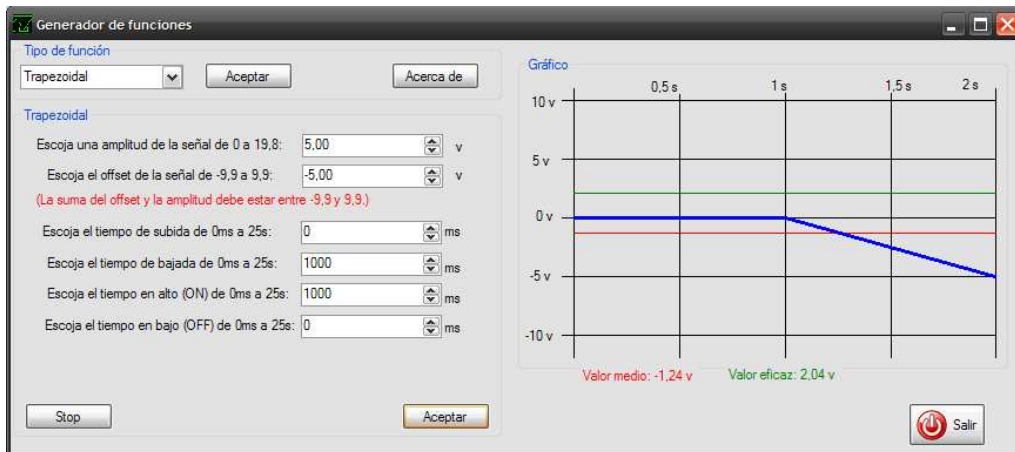 Generador de funciones
Tipo de función
Trapezoidal
Aceptar
Acerca de
Trapezoidal
Escoja una amplitud de la señal de 0 a 19,8: 5,00 v
Escoja el offset de la señal de -9,9 a 9,9: -5,00 v
(La suma del offset y la amplitud debe estar entre -9,9 y 9,9.)
Escoja el tiempo de subida de 0ms a 25s: 0 ms
Escoja el tiempo de bajada de 0ms a 25s: 1000 ms
Escoja el tiempo en alto (ON) de 0ms a 25s: 1000 ms
Escoja el tiempo en bajo (OFF) de 0ms a 25s: 0 ms
Stop
Aceptar
Gráfico
0,5 s 1 s 1,5 s 2 s
10 v
5 v
0 v
-5 v
-10 v
Valor medio: -1,24 v Valor eficaz: 2,04 v
Salir